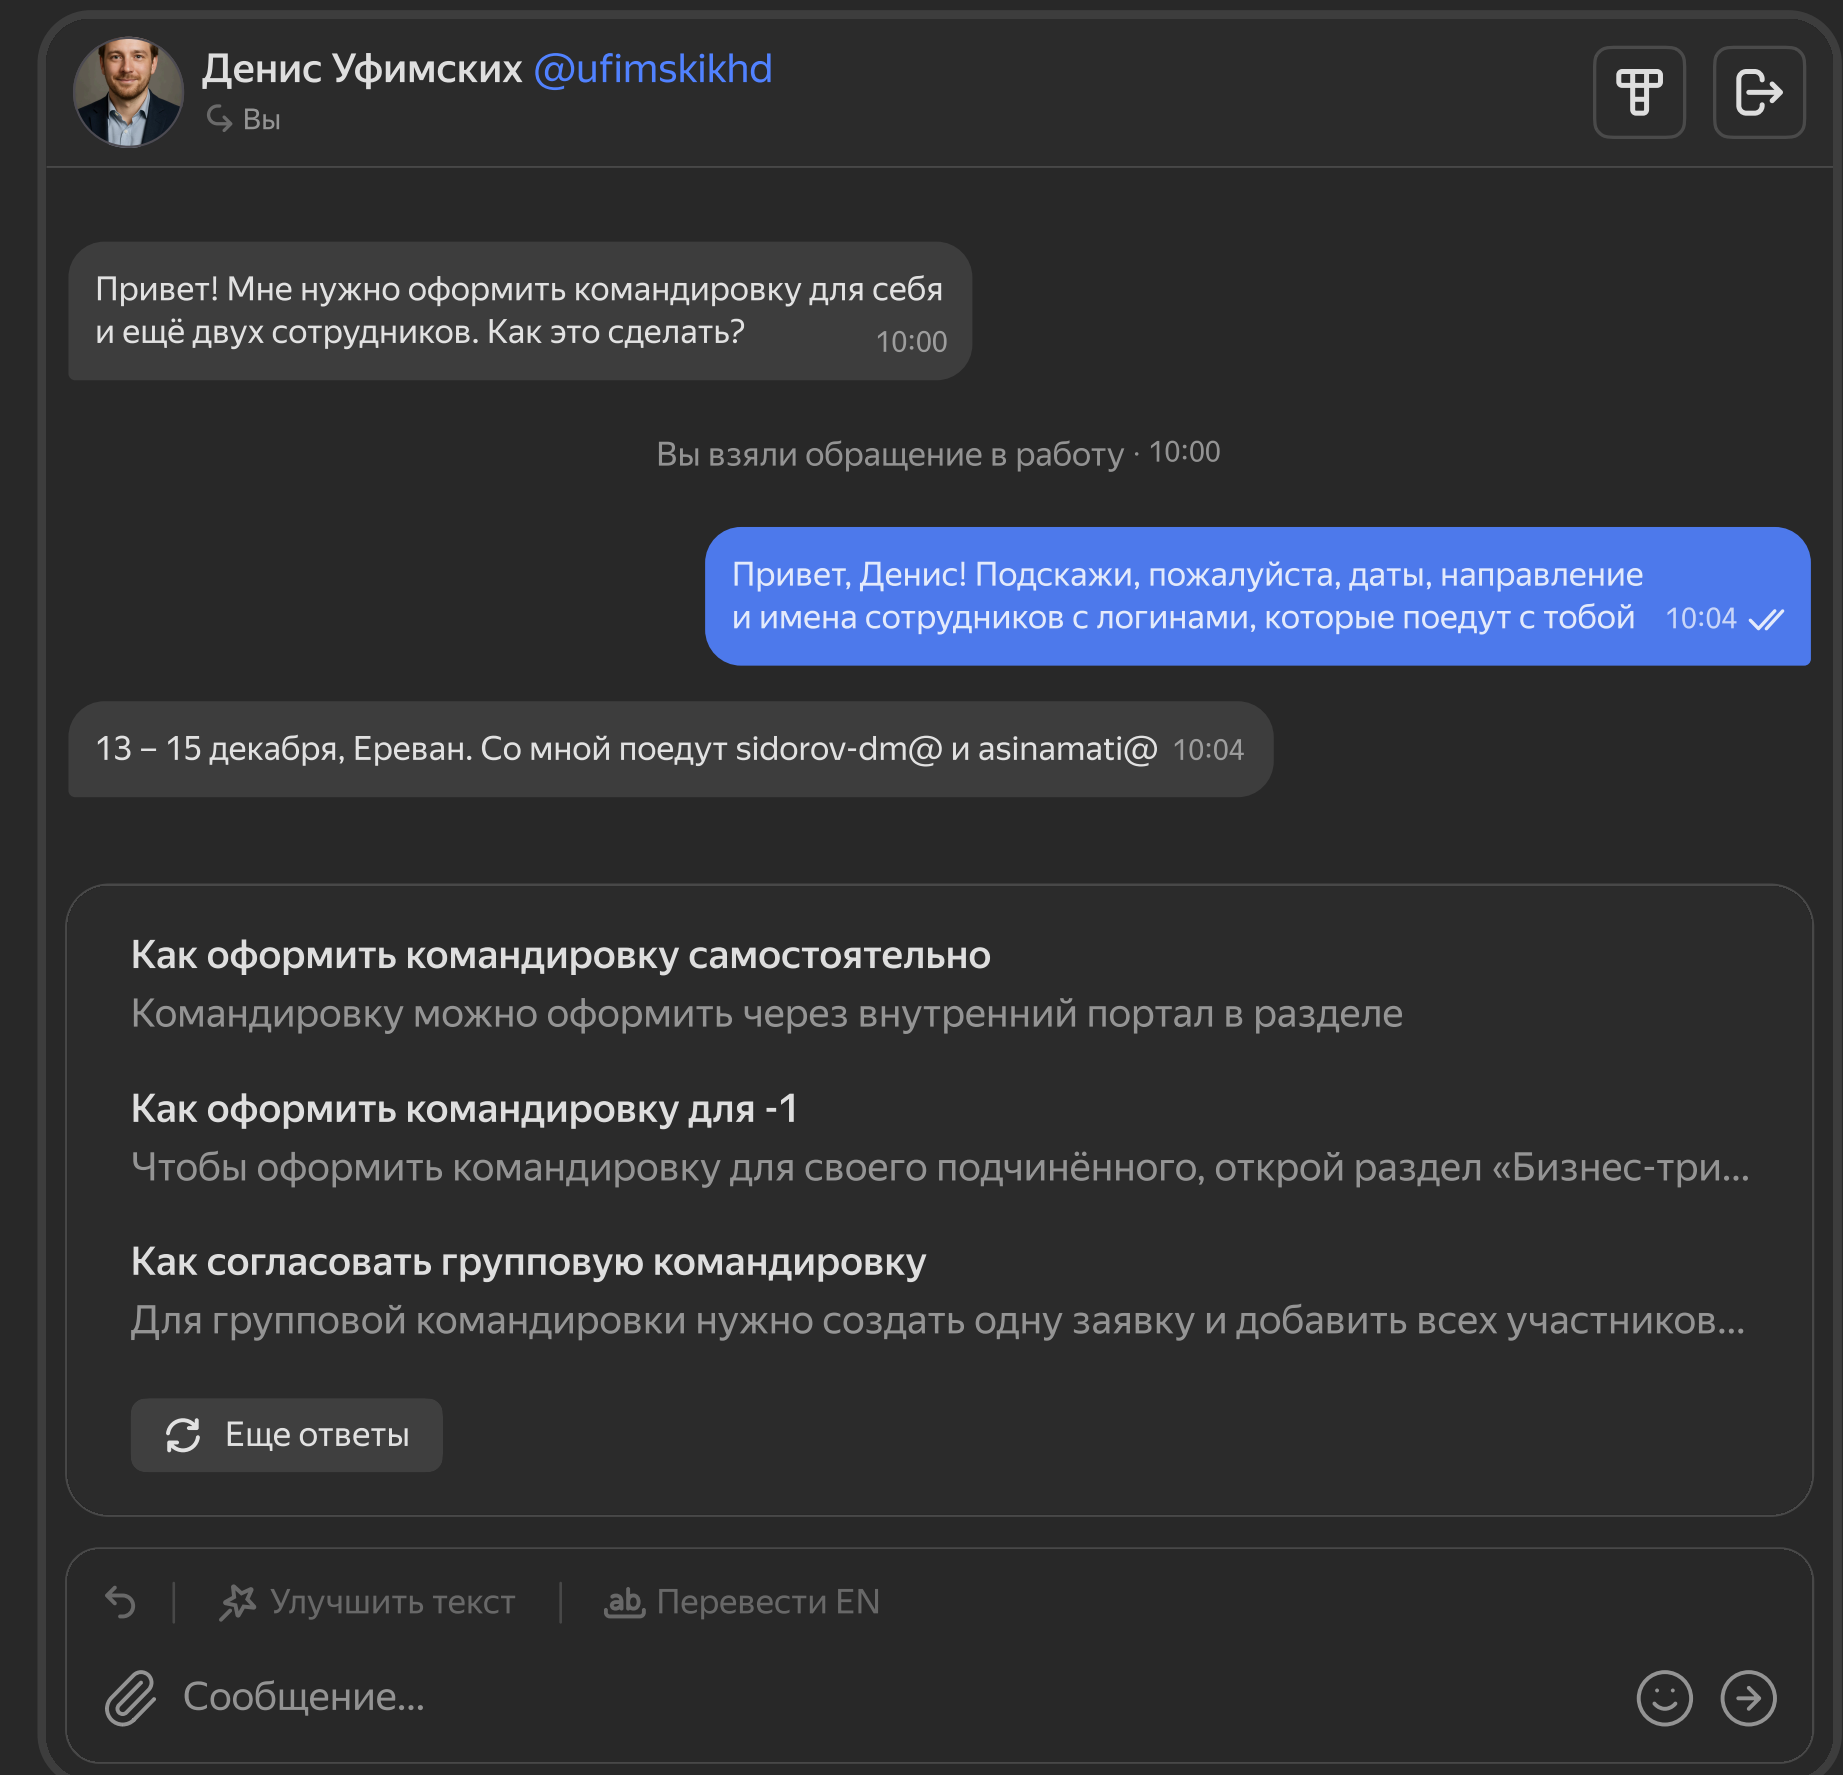 Денис Уфимских @ufimskikhd
Вы
Привет! Мне нужно оформить командировку для себя
и ещё двух сотрудников. Как это сделать?
10:00
Вы взяли обращение в работу · 10:00
Привет, Денис! Подскажи, пожалуйста, даты, направление
и имена сотрудников с логинами, которые поедут с тобой 10:04
13 – 15 декабря, Ереван. Со мной поедут sidorov-dm@ и asinamati@ 10:04
Как оформить командировку самостоятельно
Командировку можно оформить через внутренний портал в разделе
Как оформить командировку для -1
Чтобы оформить командировку для своего подчинённого, открой раздел «Бизнес-три...
Как согласовать групповую командировку
Для групповой командировки нужно создать одну заявку и добавить всех участников...
Еще ответы
Улучшить текст
ab Перевести EN
Сообщение...